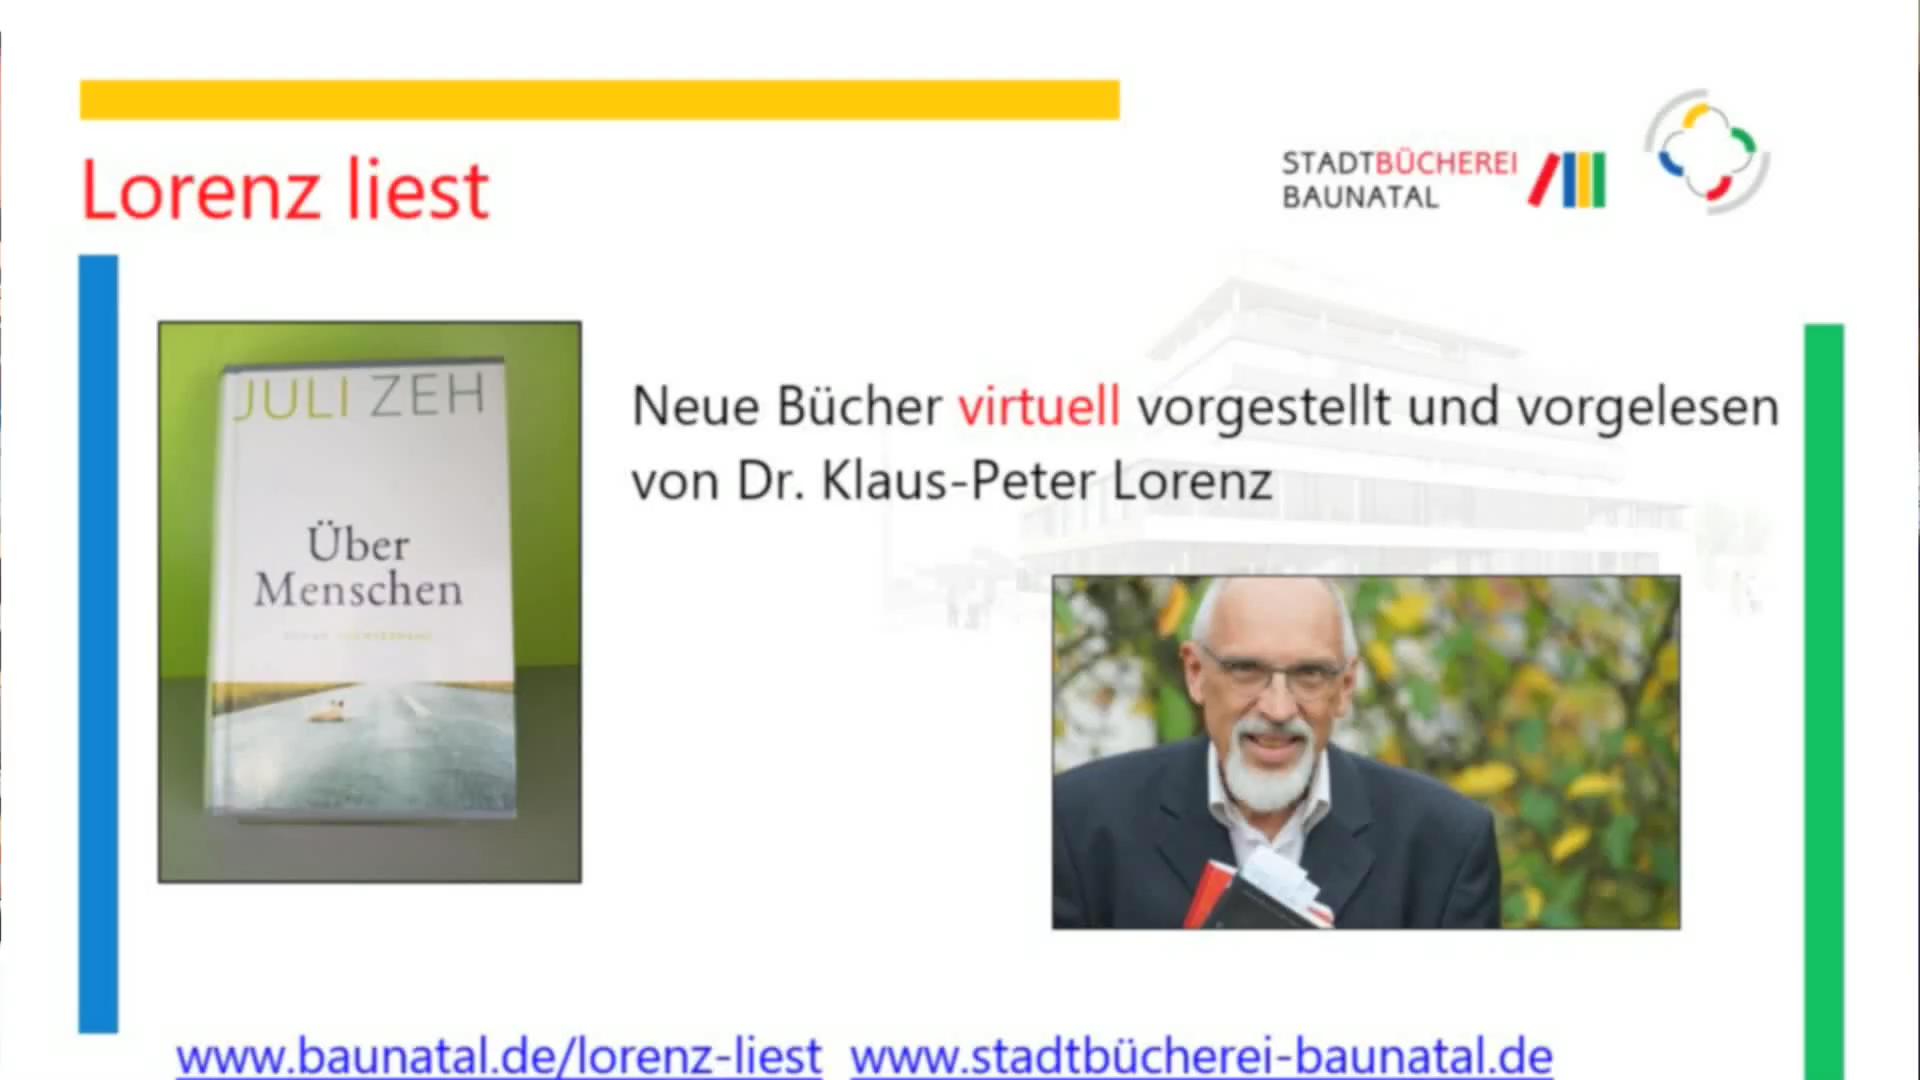 Lorenz liest
STADTBÜCHEREI
BAUNATAL
JULI ZEH
Über
Menschen
Neue Bücher virtuell vorgestellt und vorgelesen
von Dr. Klaus-Peter Lorenz
www.baunatal.de/lorenz-liest www.stadtbücherei-baunatal.de